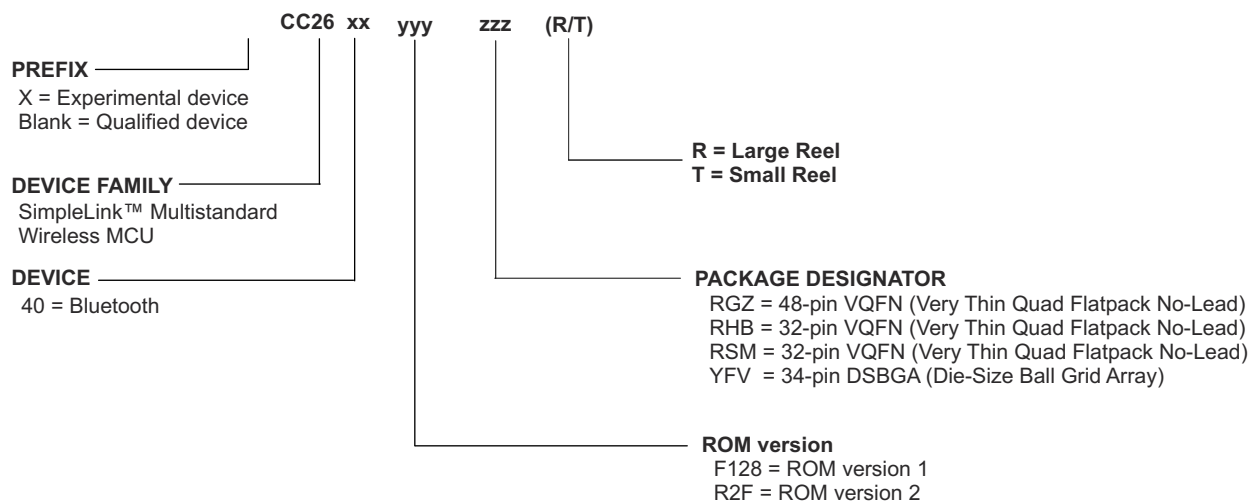 CC26 xx yyy zzz (R/T)
PREFIX
X = Experimental device
Blank = Qualified device
R = Large Reel
T = Small Reel
DEVICE FAMILY
SimpleLink™ Multistandard
Wireless MCU
DEVICE
40 = Bluetooth
PACKAGE DESIGNATOR
RGZ = 48-pin VQFN (Very Thin Quad Flatpack No-Lead)
RHB = 32-pin VQFN (Very Thin Quad Flatpack No-Lead)
RSM = 32-pin VQFN (Very Thin Quad Flatpack No-Lead)
YFV = 34-pin DSBGA (Die-Size Ball Grid Array)
ROM version
F128 = ROM version 1
R2F = ROM version 2